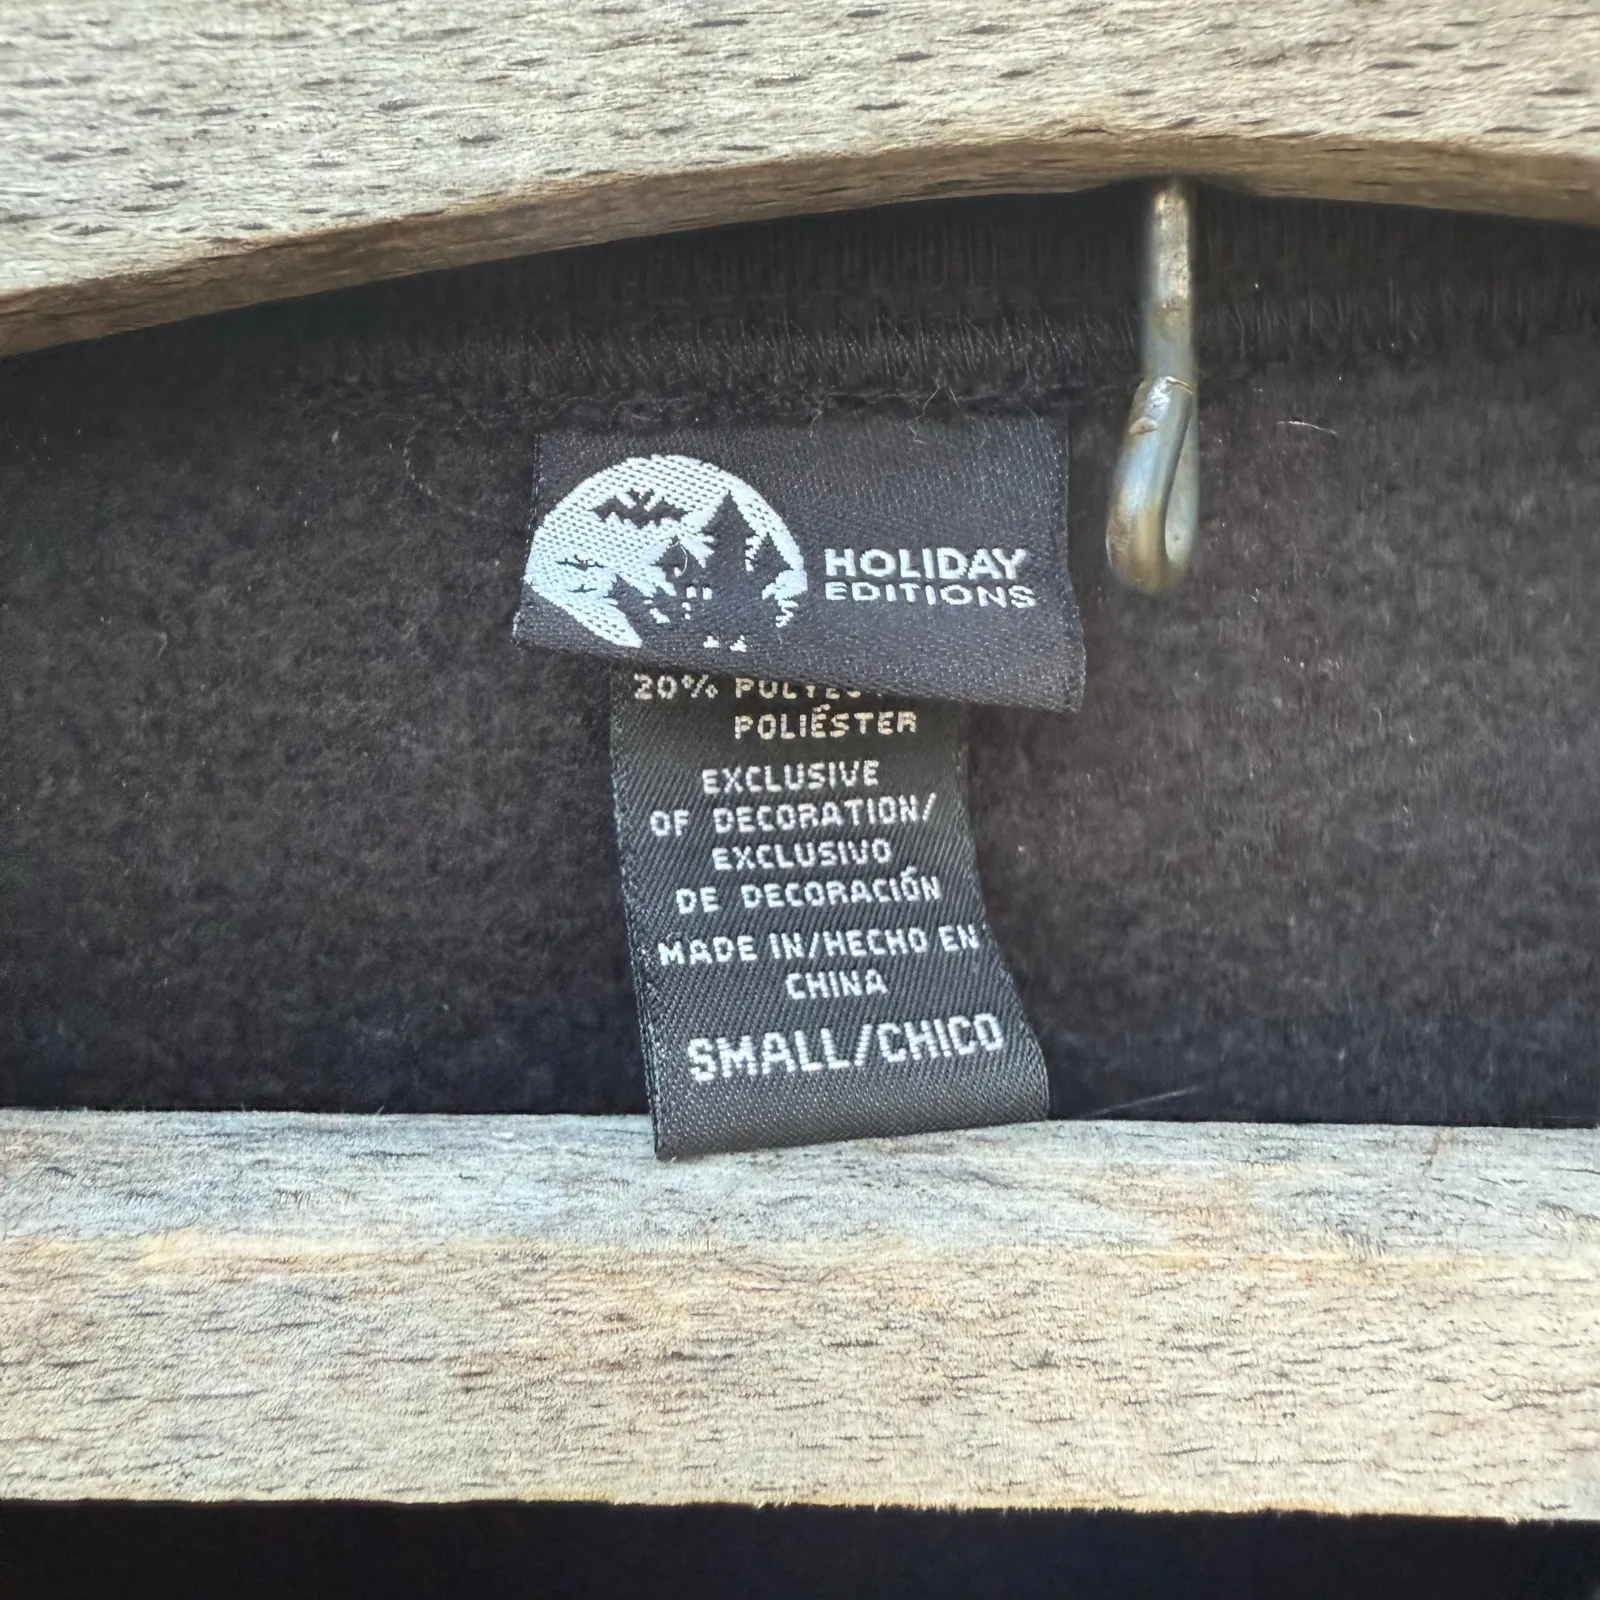 HOLIDAY
EDITIONS
20%
POLIÉSTER
EXCLUSIVE
OF DECORATION/
EXCLUSIVO
DE DECORACIÓN
MADE IN/HECHO EN
CHINA
SMALL/CHICO